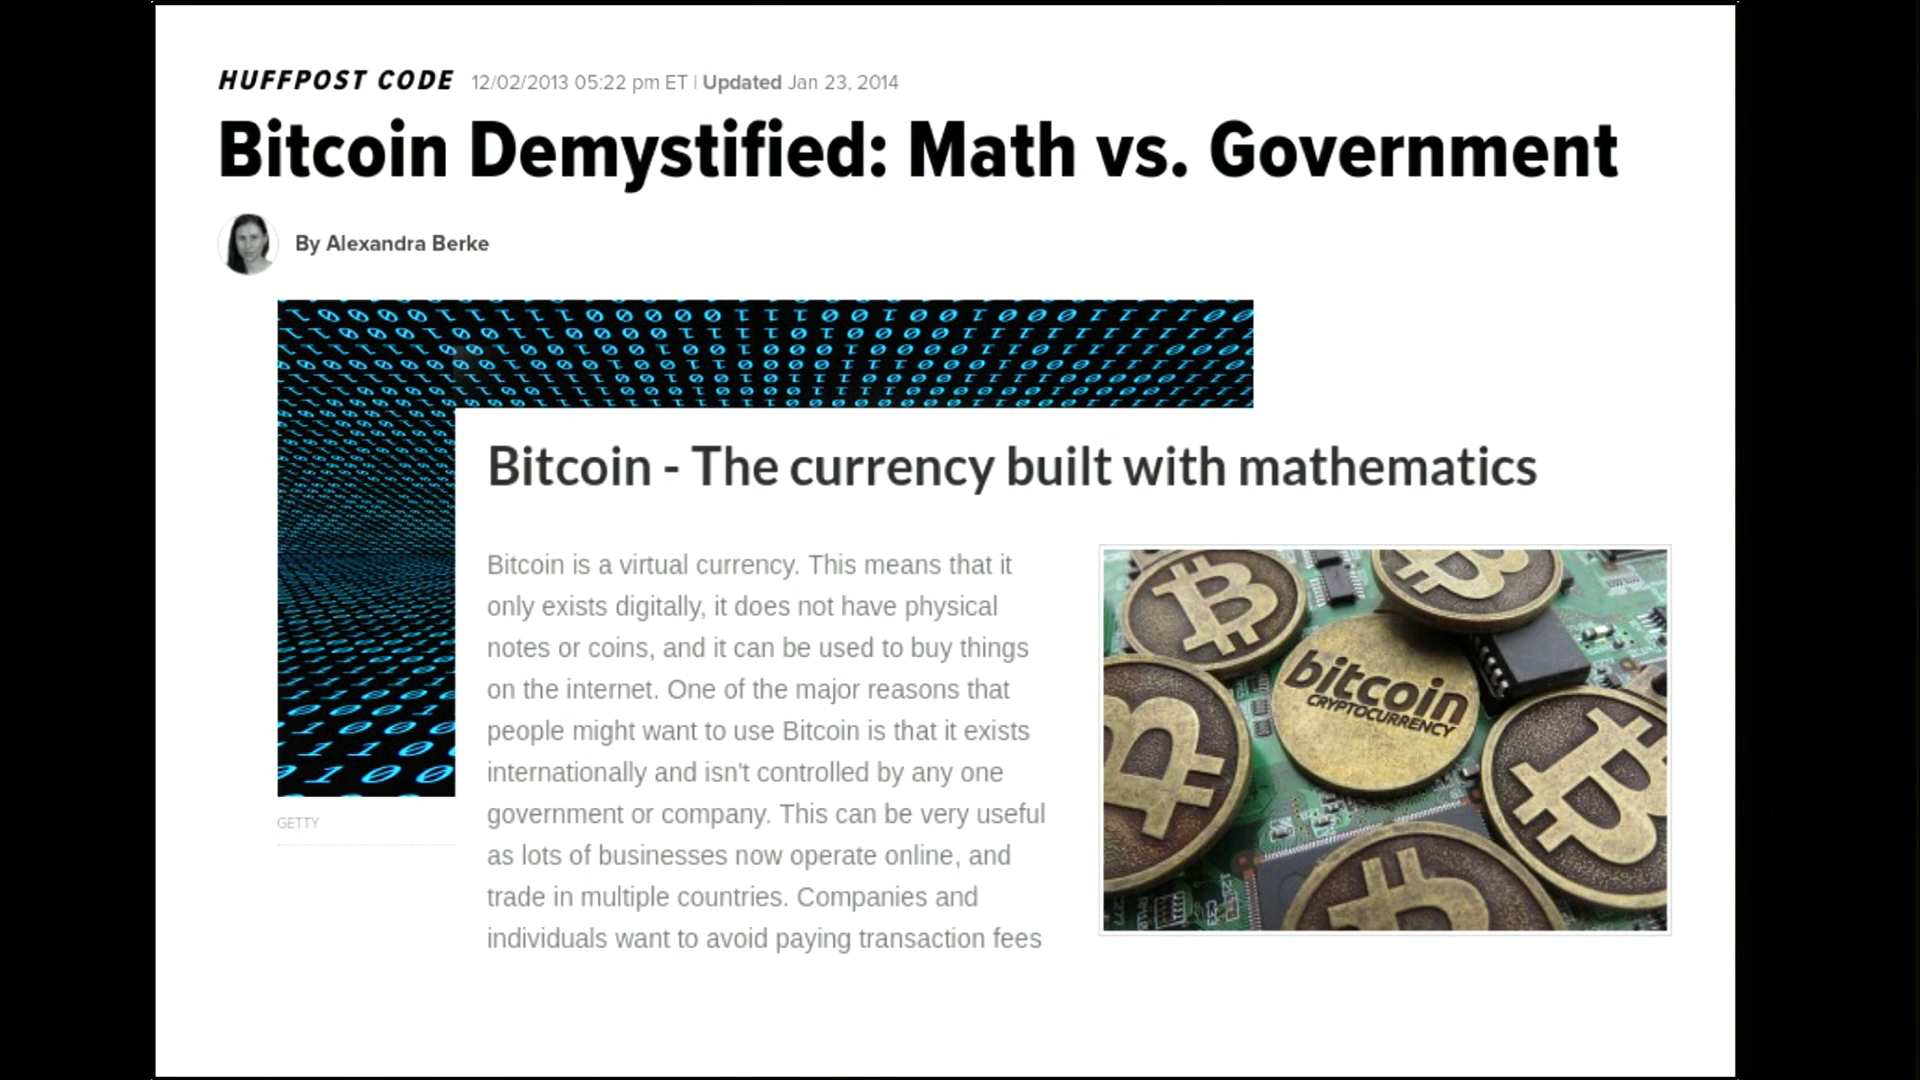 HUFFPOST CODE 12/02/2013 05:22 pm ET | Updated Jan 23, 2014
Bitcoin Demystified: Math vs. Government
By Alexandra Berke
Bitcoin - The currency built with mathematics
Bitcoin is a virtual currency. This means that it
only exists digitally, it does not have physical
notes or coins, and it can be used to buy things
on the internet. One of the major reasons that
people might want to use Bitcoin is that it exists
internationally and isn't controlled by any one
government or company. This can be very useful
as lots of businesses now operate online, and
trade in multiple countries. Companies and
individuals want to avoid paying transaction fees
bitcoin
CRYPTOCURRENCY
GETTY